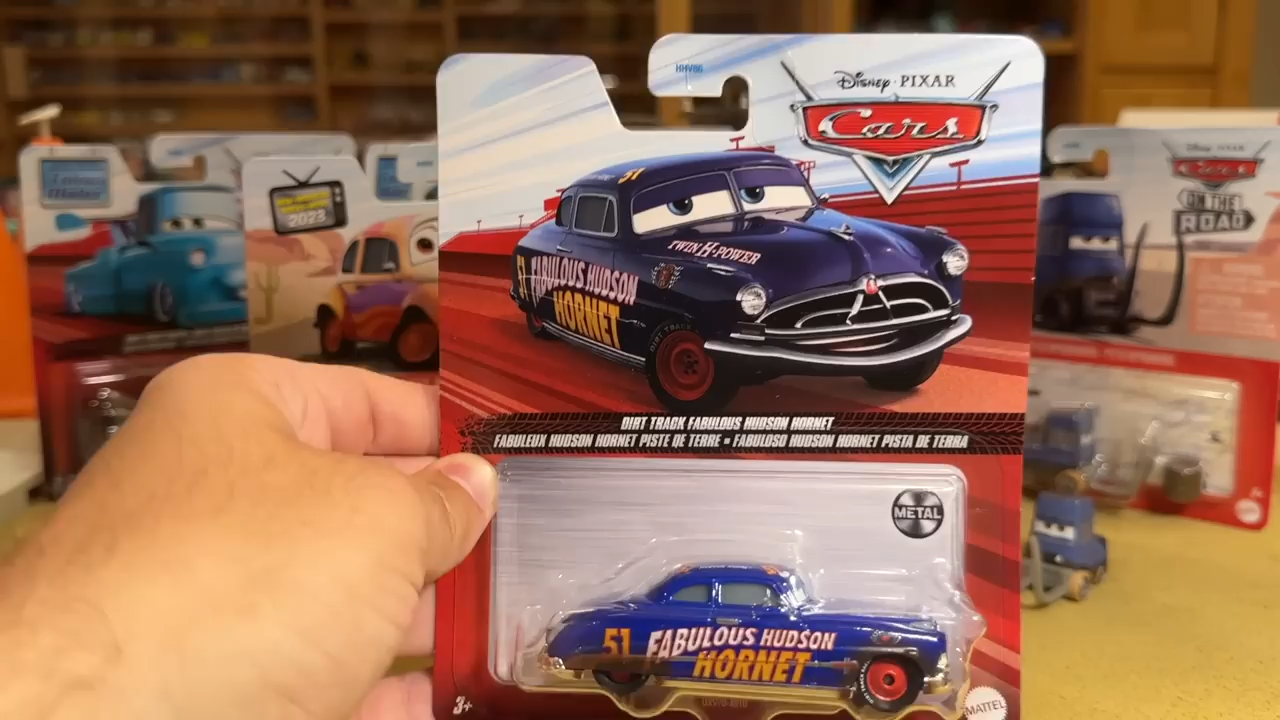 HHV86
Disney · PIXAR
Cars
51
TWIN H-POWER
51 FABULOUS HUDSON
HORNET
DIRT TRACK
DIRT TRACK FABULOUS HUDSON HORNET
FABULEUX HUDSON HORNET PISTE DE TERRE • FABULOSO HUDSON HORNET PISTA DE TERRA
METAL
51 FABULOUS HUDSON
HORNET
3+
MATTEL
2023
Disney · PIXAR
Cars
ON THE
ROAD